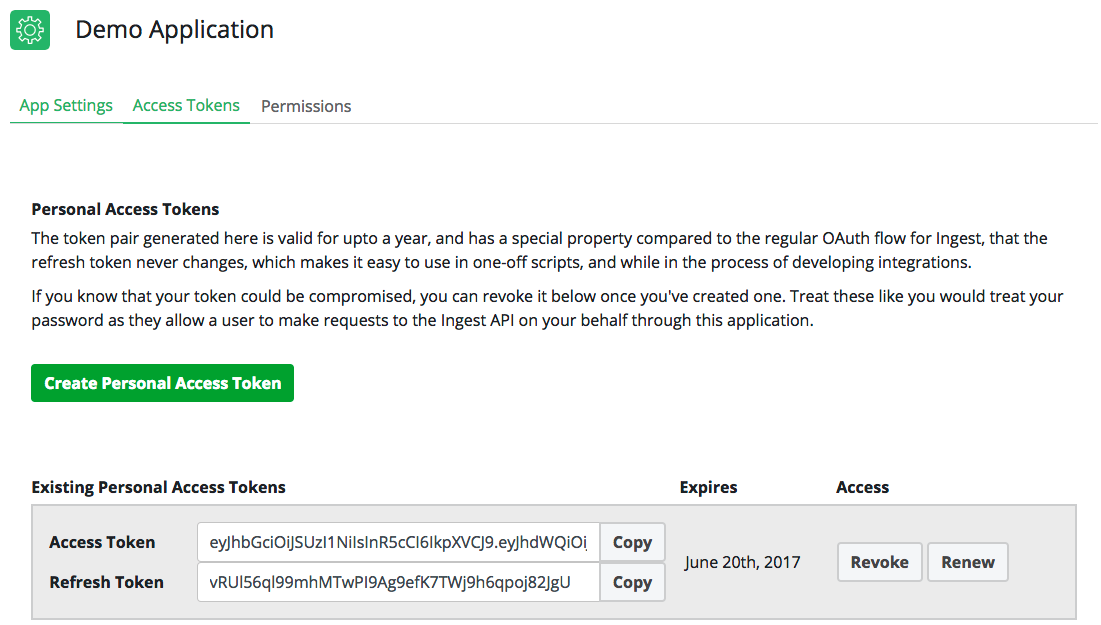 Demo Application
App Settings Access Tokens Permissions
Personal Access Tokens
The token pair generated here is valid for upto a year, and has a special property compared to the regular OAuth flow for Ingest, that the
refresh token never changes, which makes it easy to use in one-off scripts, and while in the process of developing integrations.
If you know that your token could be compromised, you can revoke it below once you've created one. Treat these like you would treat your
password as they allow a user to make requests to the Ingest API on your behalf through this application.
Create Personal Access Token
Existing Personal Access Tokens Expires Access
Access Token eyJhbGciOiJSUzI1NiIsInR5cCI6IkpXVCJ9.eyJhdWQiOi Copy
June 20th, 2017 Revoke Renew
Refresh Token vRUl56ql99mhMTwPI9Ag9efK7TWj9h6qpoj82JgU Copy